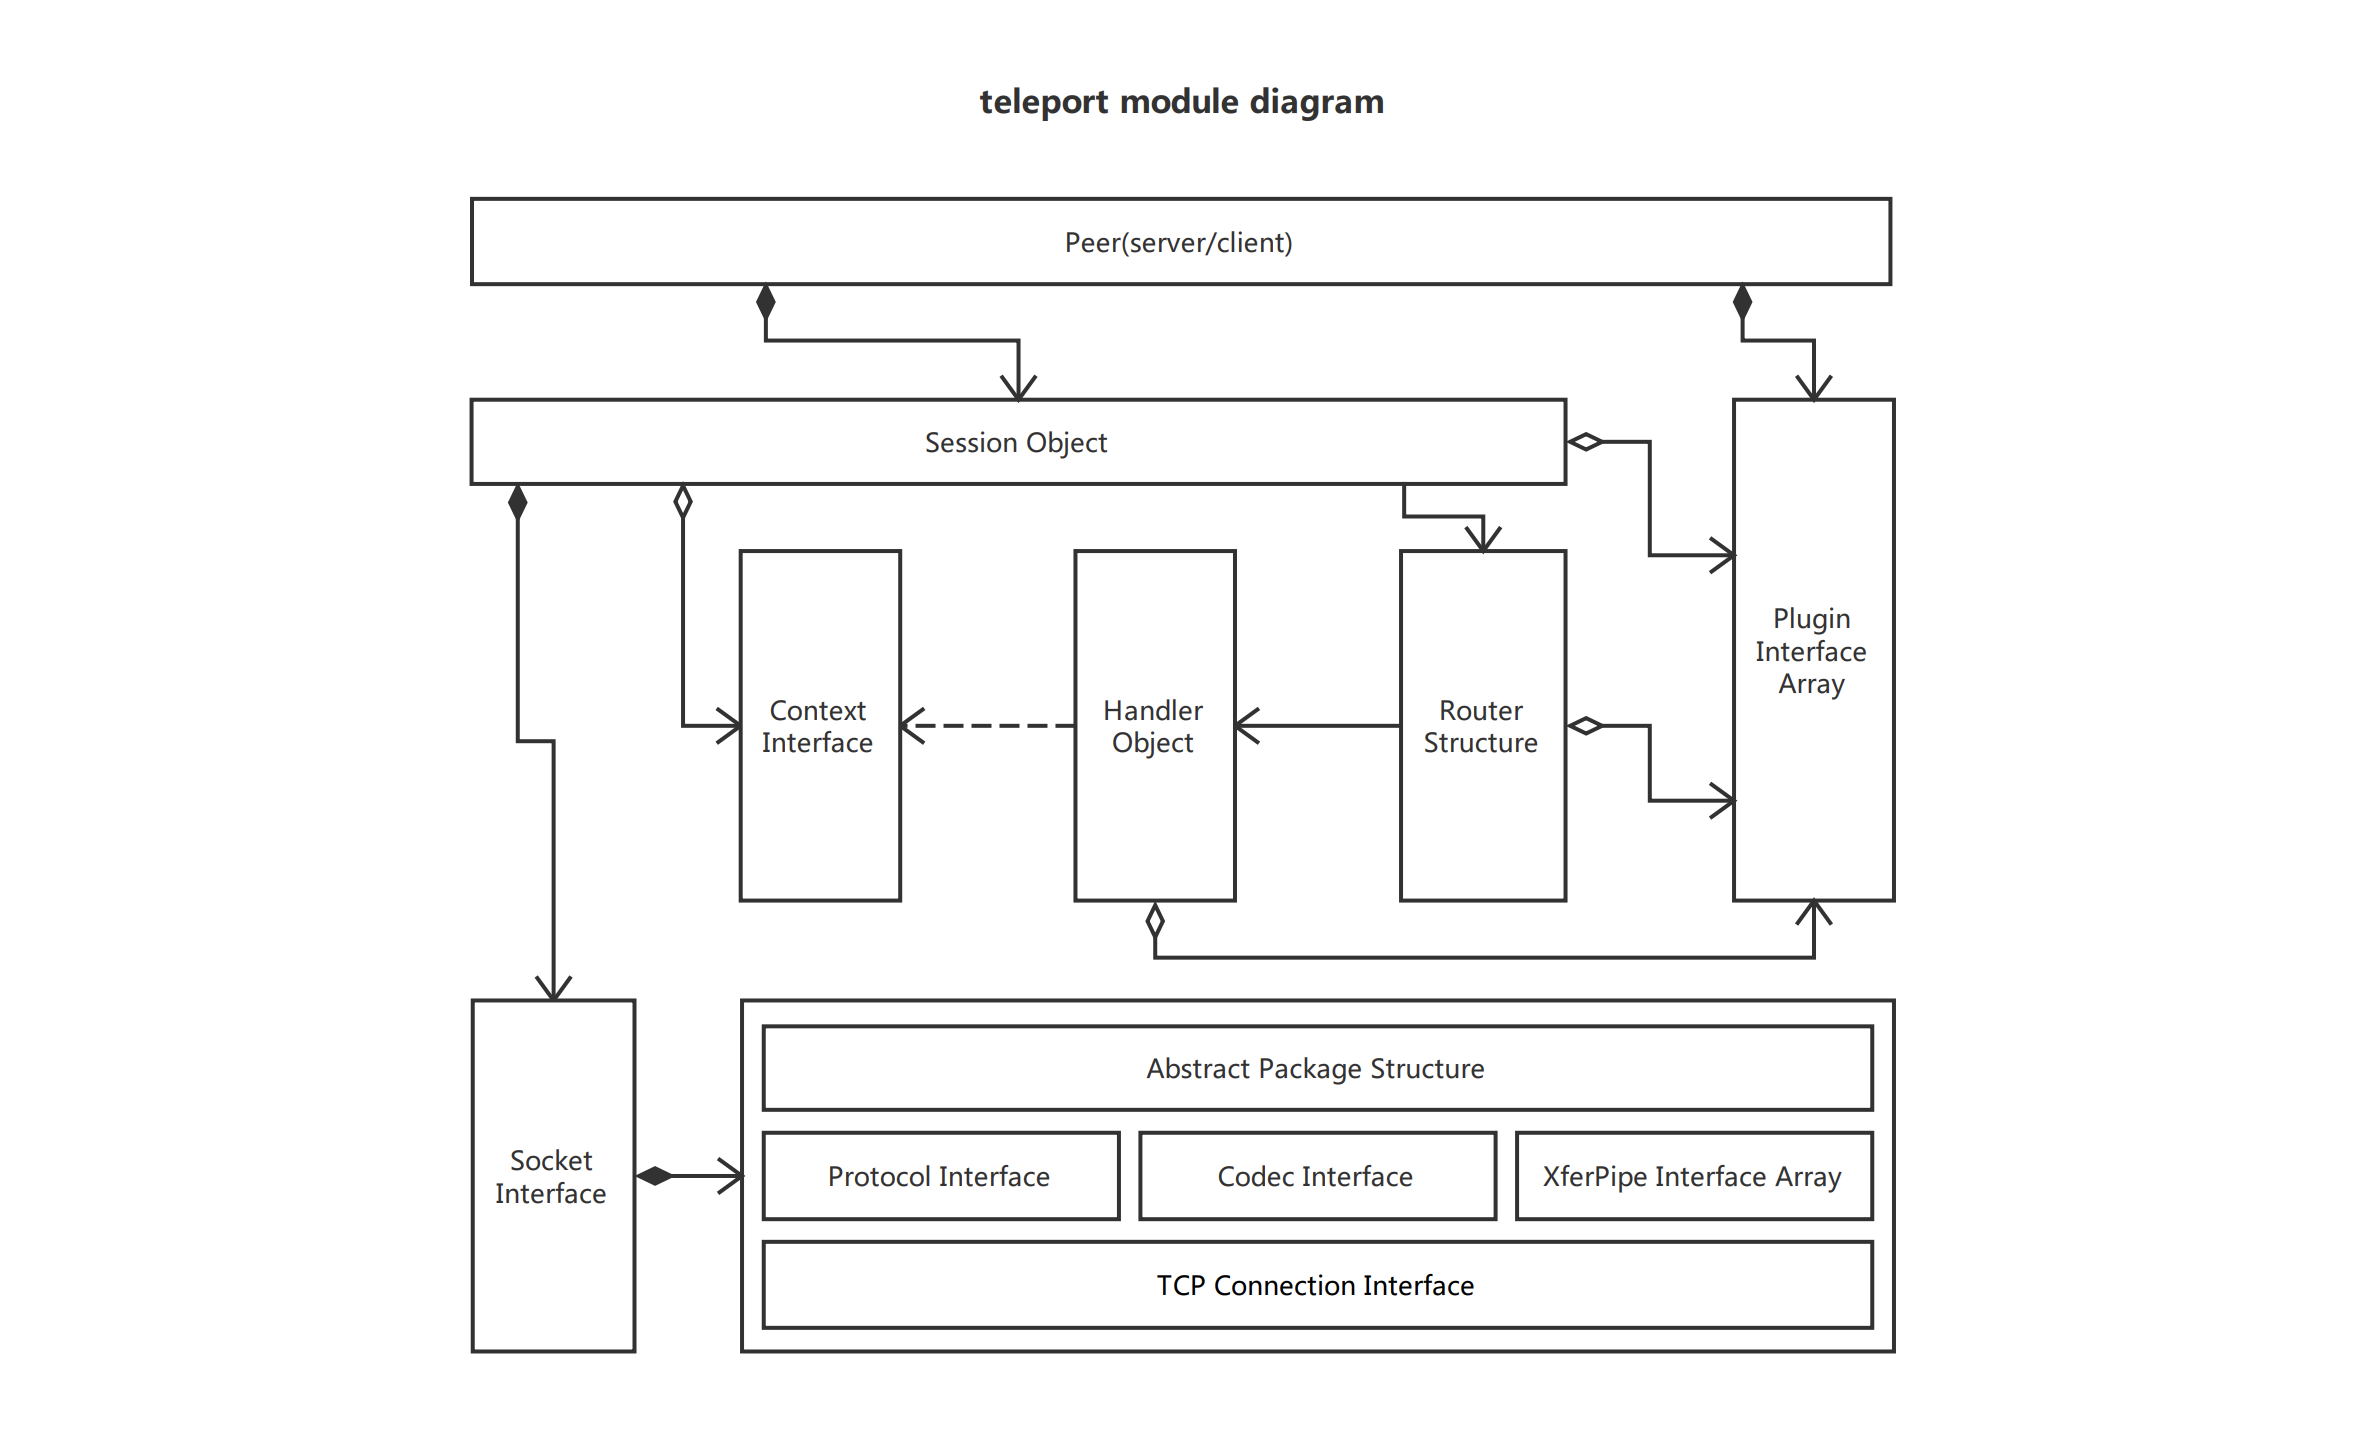 teleport module diagram
Peer(server/client)
Session Object
Plugin
Interface
Array
Context
Interface
Handler
Object
Router
Structure
Socket
Interface
Abstract Package Structure
Protocol Interface
Codec Interface
XferPipe Interface Array
TCP Connection Interface